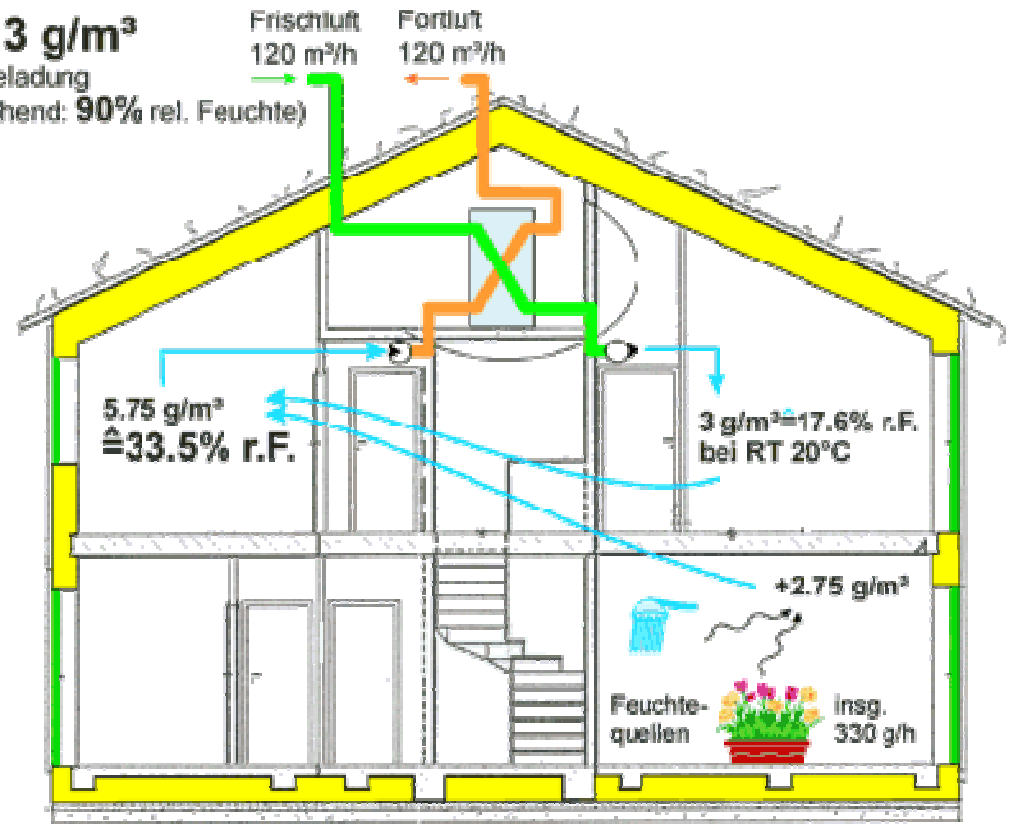 3 g/m³
eladung
hend: 90% rel. Feuchte)
Frischluft
120 m³/h
Fortluft
120 m³/h
5.75 g/m³
≙33.5% r.F.
3 g/m³≙17.6% r.F.
bei RT 20°C
+2.75 g/m³
Feuchte-
quellen
insg.
330 g/h